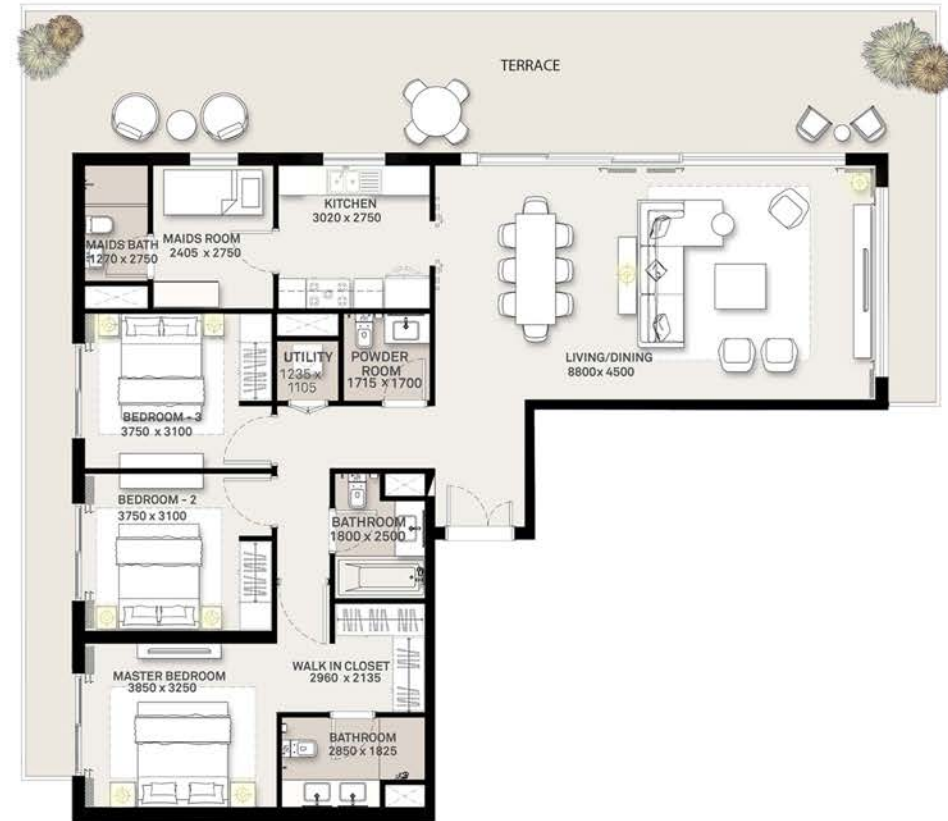 TERRACE
KITCHEN
3020 x 2750
MAIDS ROOM
2405 x 2750
MAIDS BATH
1270 x 2750
LIVING/DINING
8800x 4500
UTILITY
1235 x
1105
POWDER
ROOM
1715 x 1700
BEDROOM - 3
3750 x 3100
BEDROOM - 2
3750 x 3100
BATHROOM
1800 x 2500
WALK IN CLOSET
2960 x 2135
MASTER BEDROOM
3850 x 3250
BATHROOM
2850 x 1825